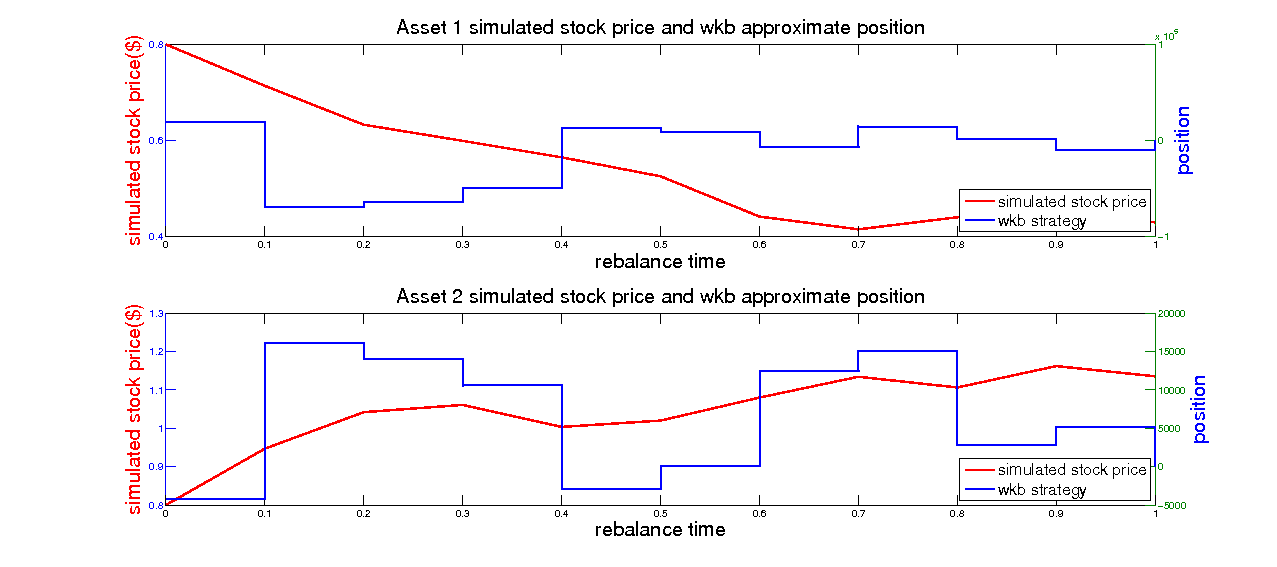 Asset 1 simulated stock price and wkb approximate position
x 10^5
0.8
0.6
0.4
simulated stock price($)
1
0
-1
position
simulated stock price
wkb strategy
0 0.1 0.2 0.3 0.4 0.5 0.6 0.7 0.8 0.9 1
rebalance time
Asset 2 simulated stock price and wkb approximate position
1.3
1.2
1.1
1
0.9
0.8
simulated stock price($)
20000
15000
10000
5000
0
-5000
position
simulated stock price
wkb strategy
0 0.1 0.2 0.3 0.4 0.5 0.6 0.7 0.8 0.9 1
rebalance time